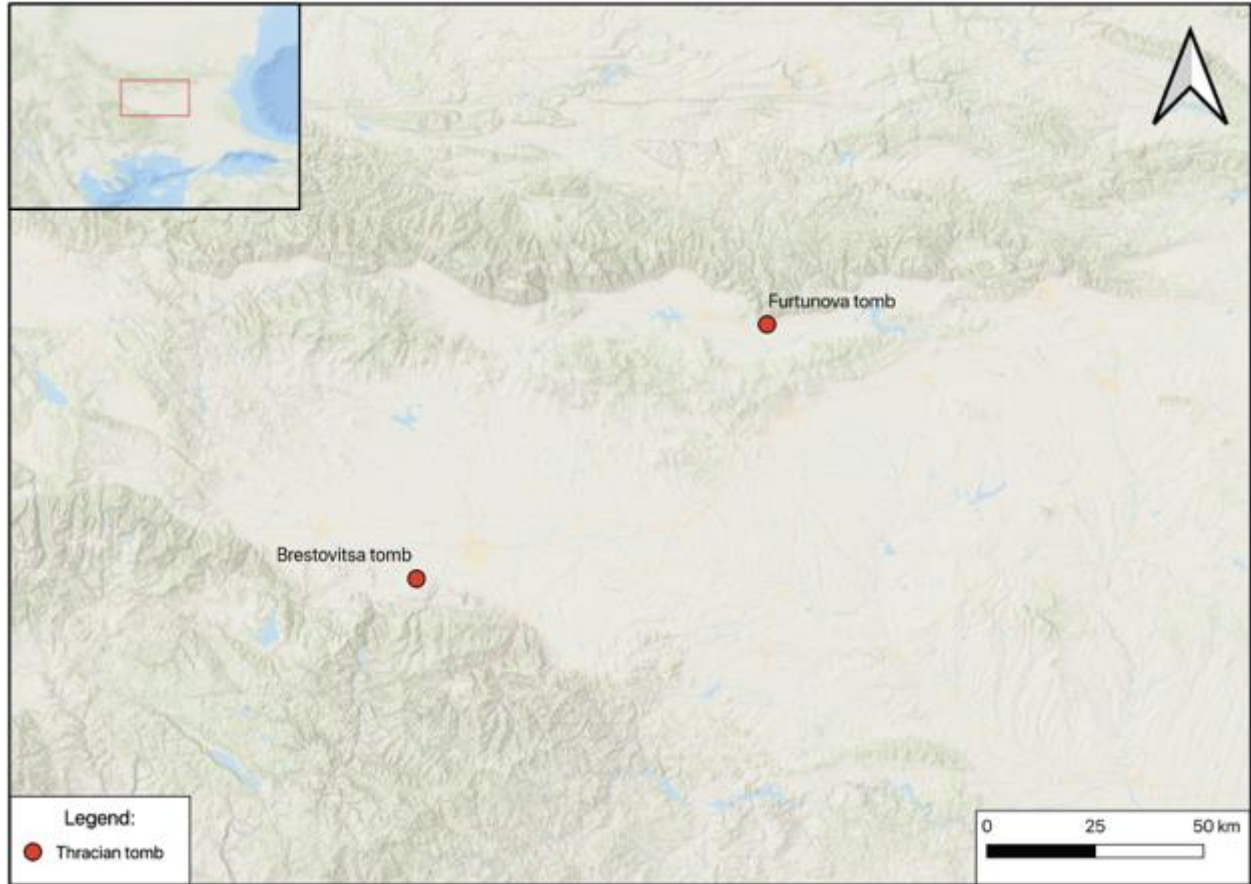 Furtunova tomb
Brestovitsa tomb
Legend:
Thracian tomb
0 25 50 km